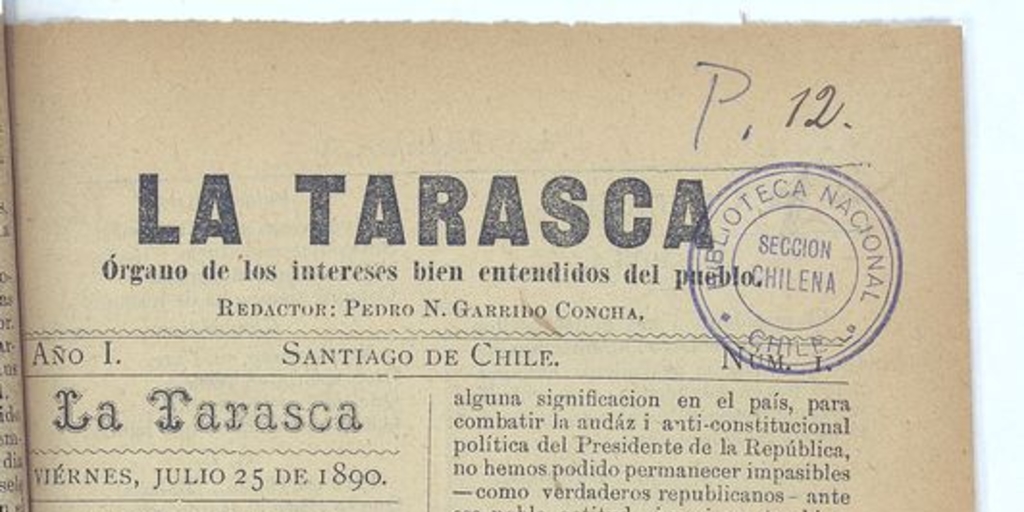 P. 12.
LA TARASCA
Órgano de los intereses bien entendidos del pueblo.
REDACTOR: PEDRO N. GARRIDO CONCHA,
BIBLIOTECA NACIONAL
SECCION
CHILENA
CHILE
AÑO I. SANTIAGO DE CHILE. NÚM. I.
La Tarasca
VIÉRNES, JULIO 25 DE 1890.
alguna significacion en el país, para
combatir la audáz i anti-constitucional
política del Presidente de la República,
no hemos podido permanecer impasibles
—como verdaderos republicanos— ante